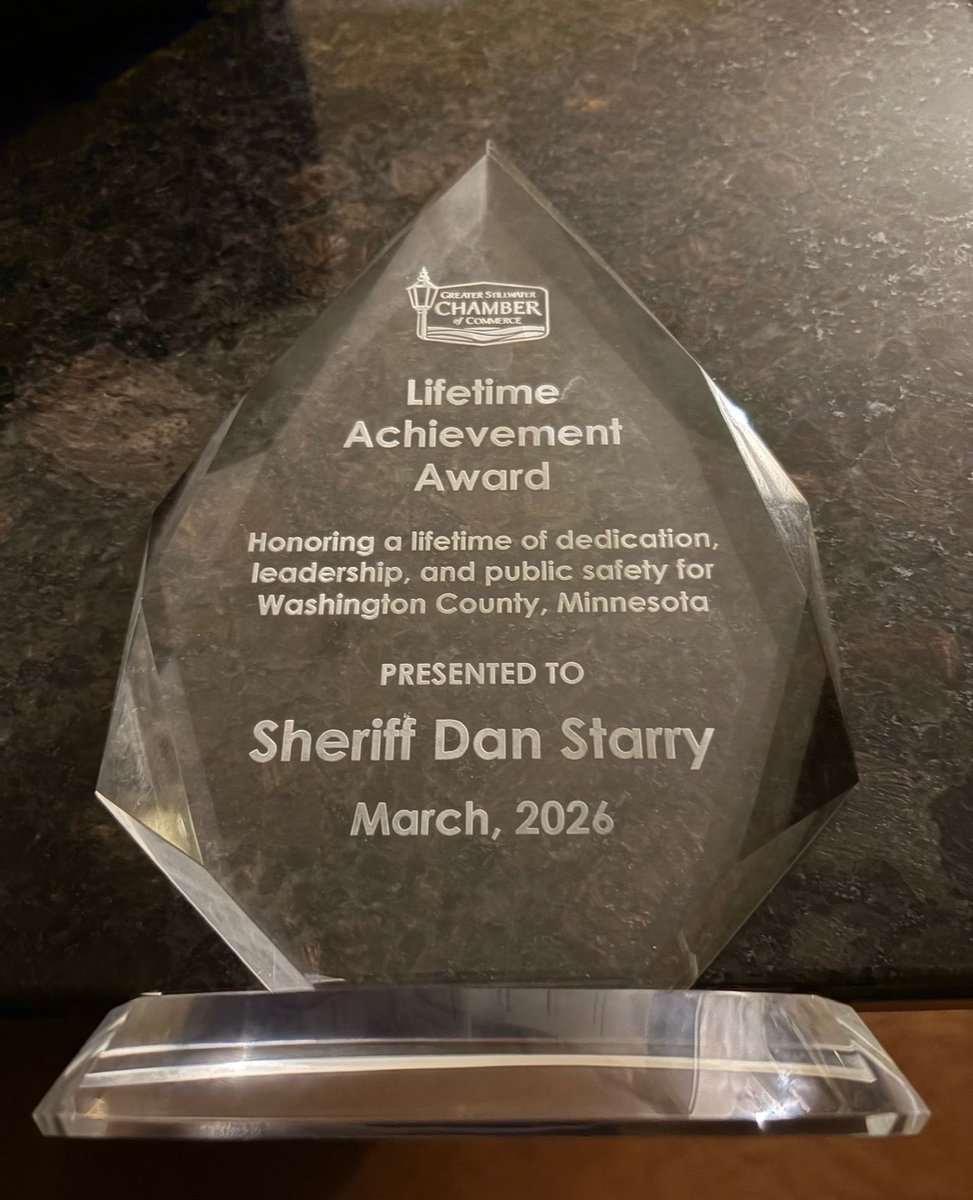 GREATER STILLWATER
CHAMBER
of COMMERCE
Lifetime
Achievement
Award
Honoring a lifetime of dedication,
leadership, and public safety for
Washington County, Minnesota
PRESENTED TO
Sheriff Dan Starry
March, 2026